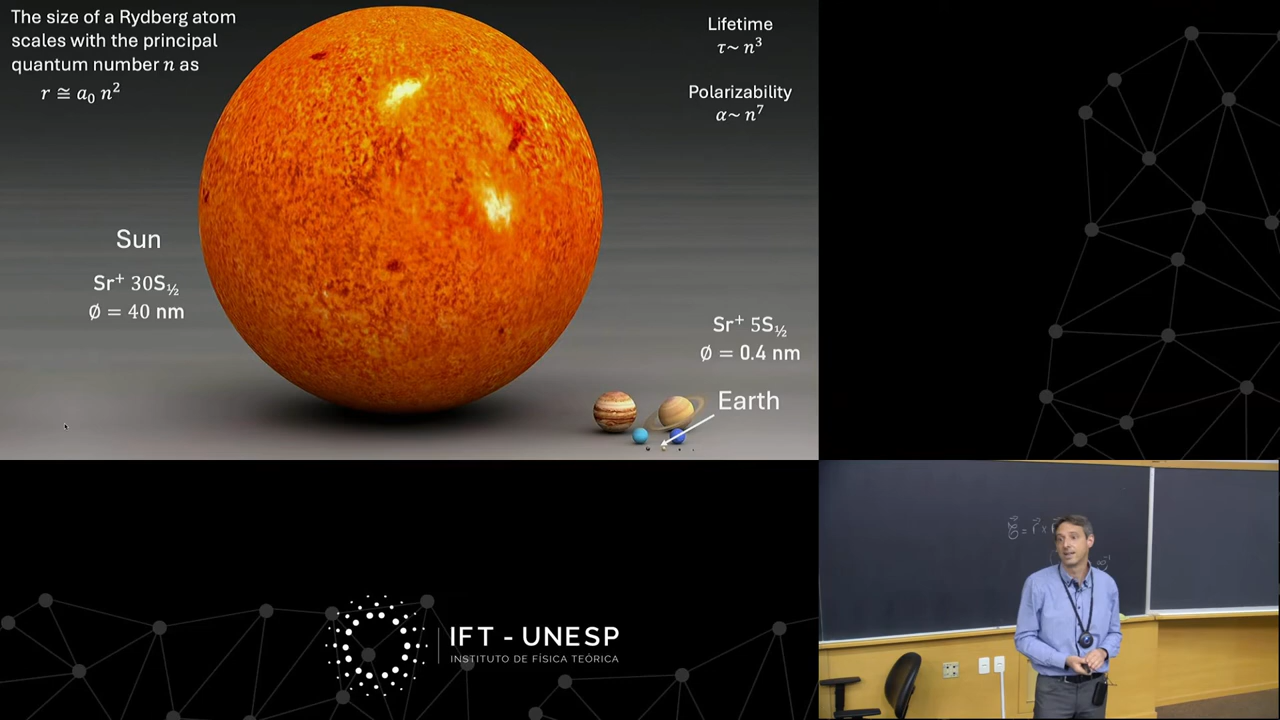 The size of a Rydberg atom
scales with the principal
quantum number n as
r ≅ a₀ n²
Lifetime
τ~ n³
Polarizability
α~ n⁷
Sun
Sr⁺ 30S½
Ø = 40 nm
Sr⁺ 5S½
Ø = 0.4 nm
Earth
IFT - UNESP
INSTITUTO DE FÍSICA TEÓRICA